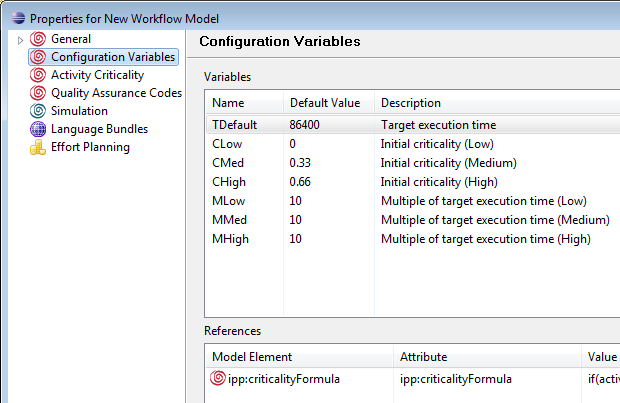 Properties for New Workflow Model
General
Configuration Variables
Activity Criticality
Quality Assurance Codes
Simulation
Language Bundles
Effort Planning
Configuration Variables
Variables
Name Default Value Description
TDefault 86400 Target execution time
CLow 0 Initial criticality (Low)
CMed 0.33 Initial criticality (Medium)
CHigh 0.66 Initial criticality (High)
MLow 10 Multiple of target execution time (Low)
MMed 10 Multiple of target execution time (Medium)
MHigh 10 Multiple of target execution time (High)
References
Model Element Attribute Value
ipp:criticalityFormula ipp:criticalityFormula if(activ